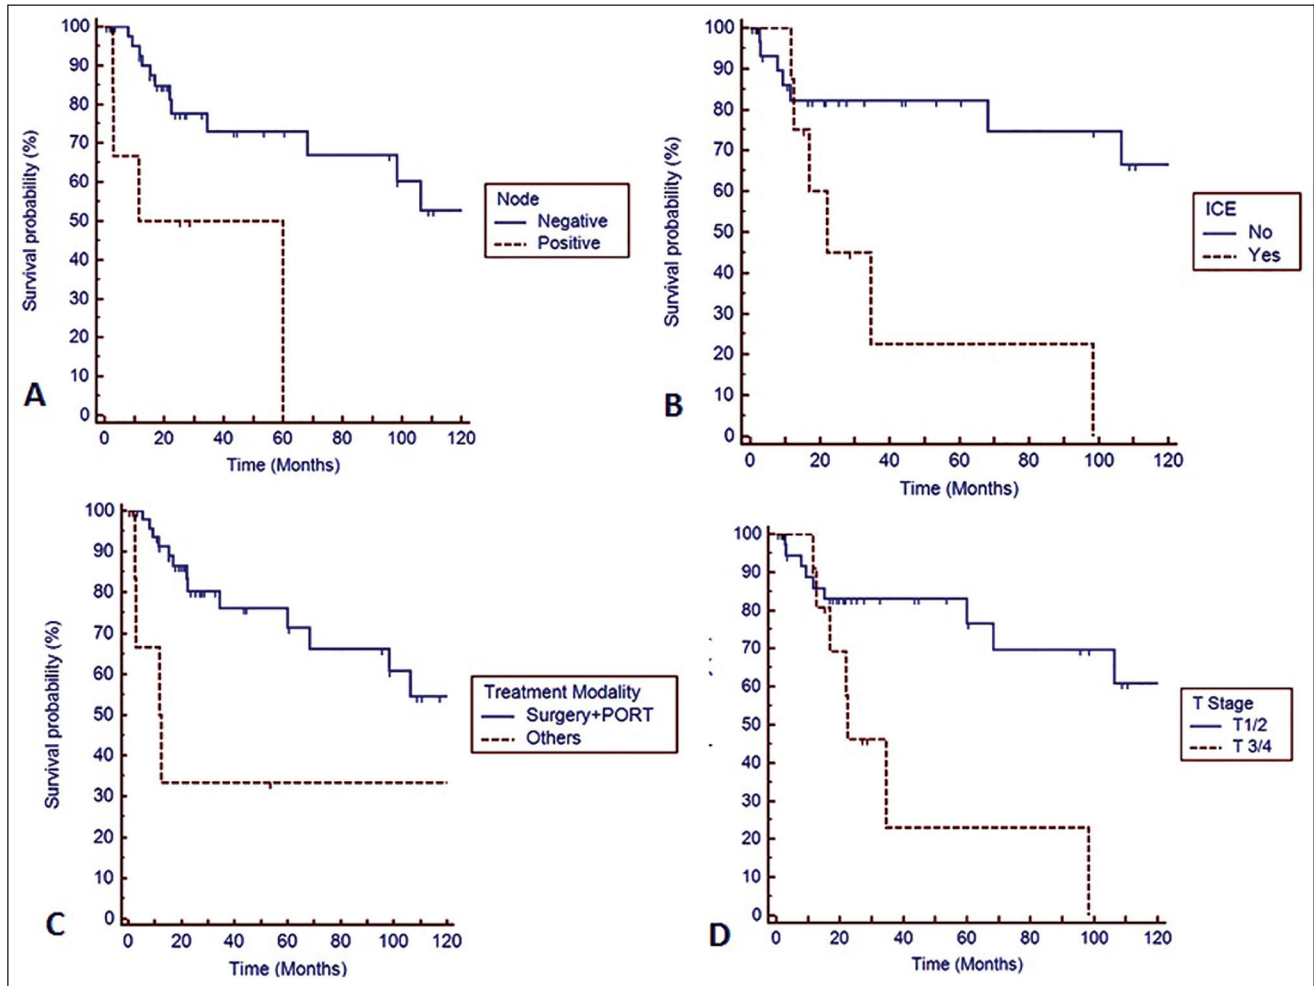 100
90
80
70
60
50
40
30
20
10
0
Survival probability (%)
0 20 40 60 80 100 120
Time (Months)
Node
Negative
Positive
A
100
90
80
70
60
50
40
30
20
10
0
Survival probability (%)
0 20 40 60 80 100 120
Time (Months)
ICE
No
Yes
B
100
90
80
70
60
50
40
30
20
10
0
Survival probability (%)
0 20 40 60 80 100 120
Time (Months)
Treatment Modality
Surgery+PORT
Others
C
100
90
80
70
60
50
40
30
20
10
0
0 20 40 60 80 100 120
Time (Months)
T Stage
T1/2
T 3/4
D